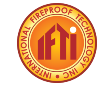 INTERNATIONAL FIREPROOF TECHNOLOGY INC.
IFTI